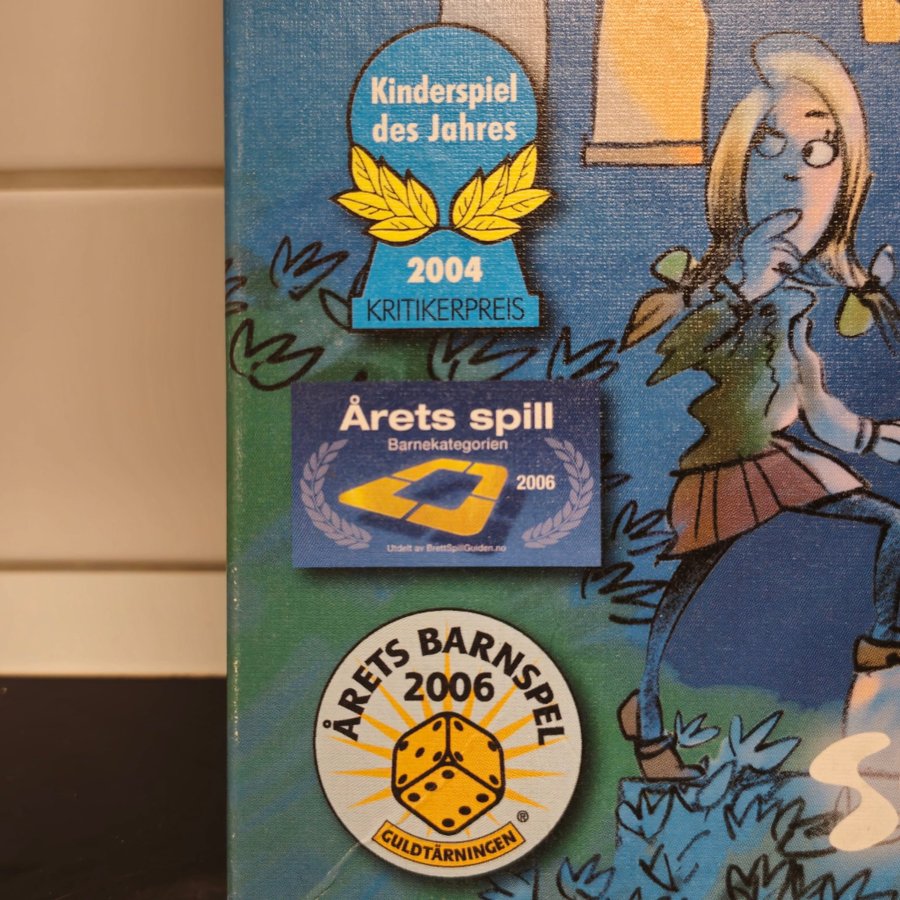 Kinderspiel
des Jahres
2004
KRITIKERPREIS
Årets spill
Barnekategorien
2006
Utdelt av BrettSpillGuiden.no
ÅRETS BARNSPEL
2006
®
GULDTÄRNINGEN
S